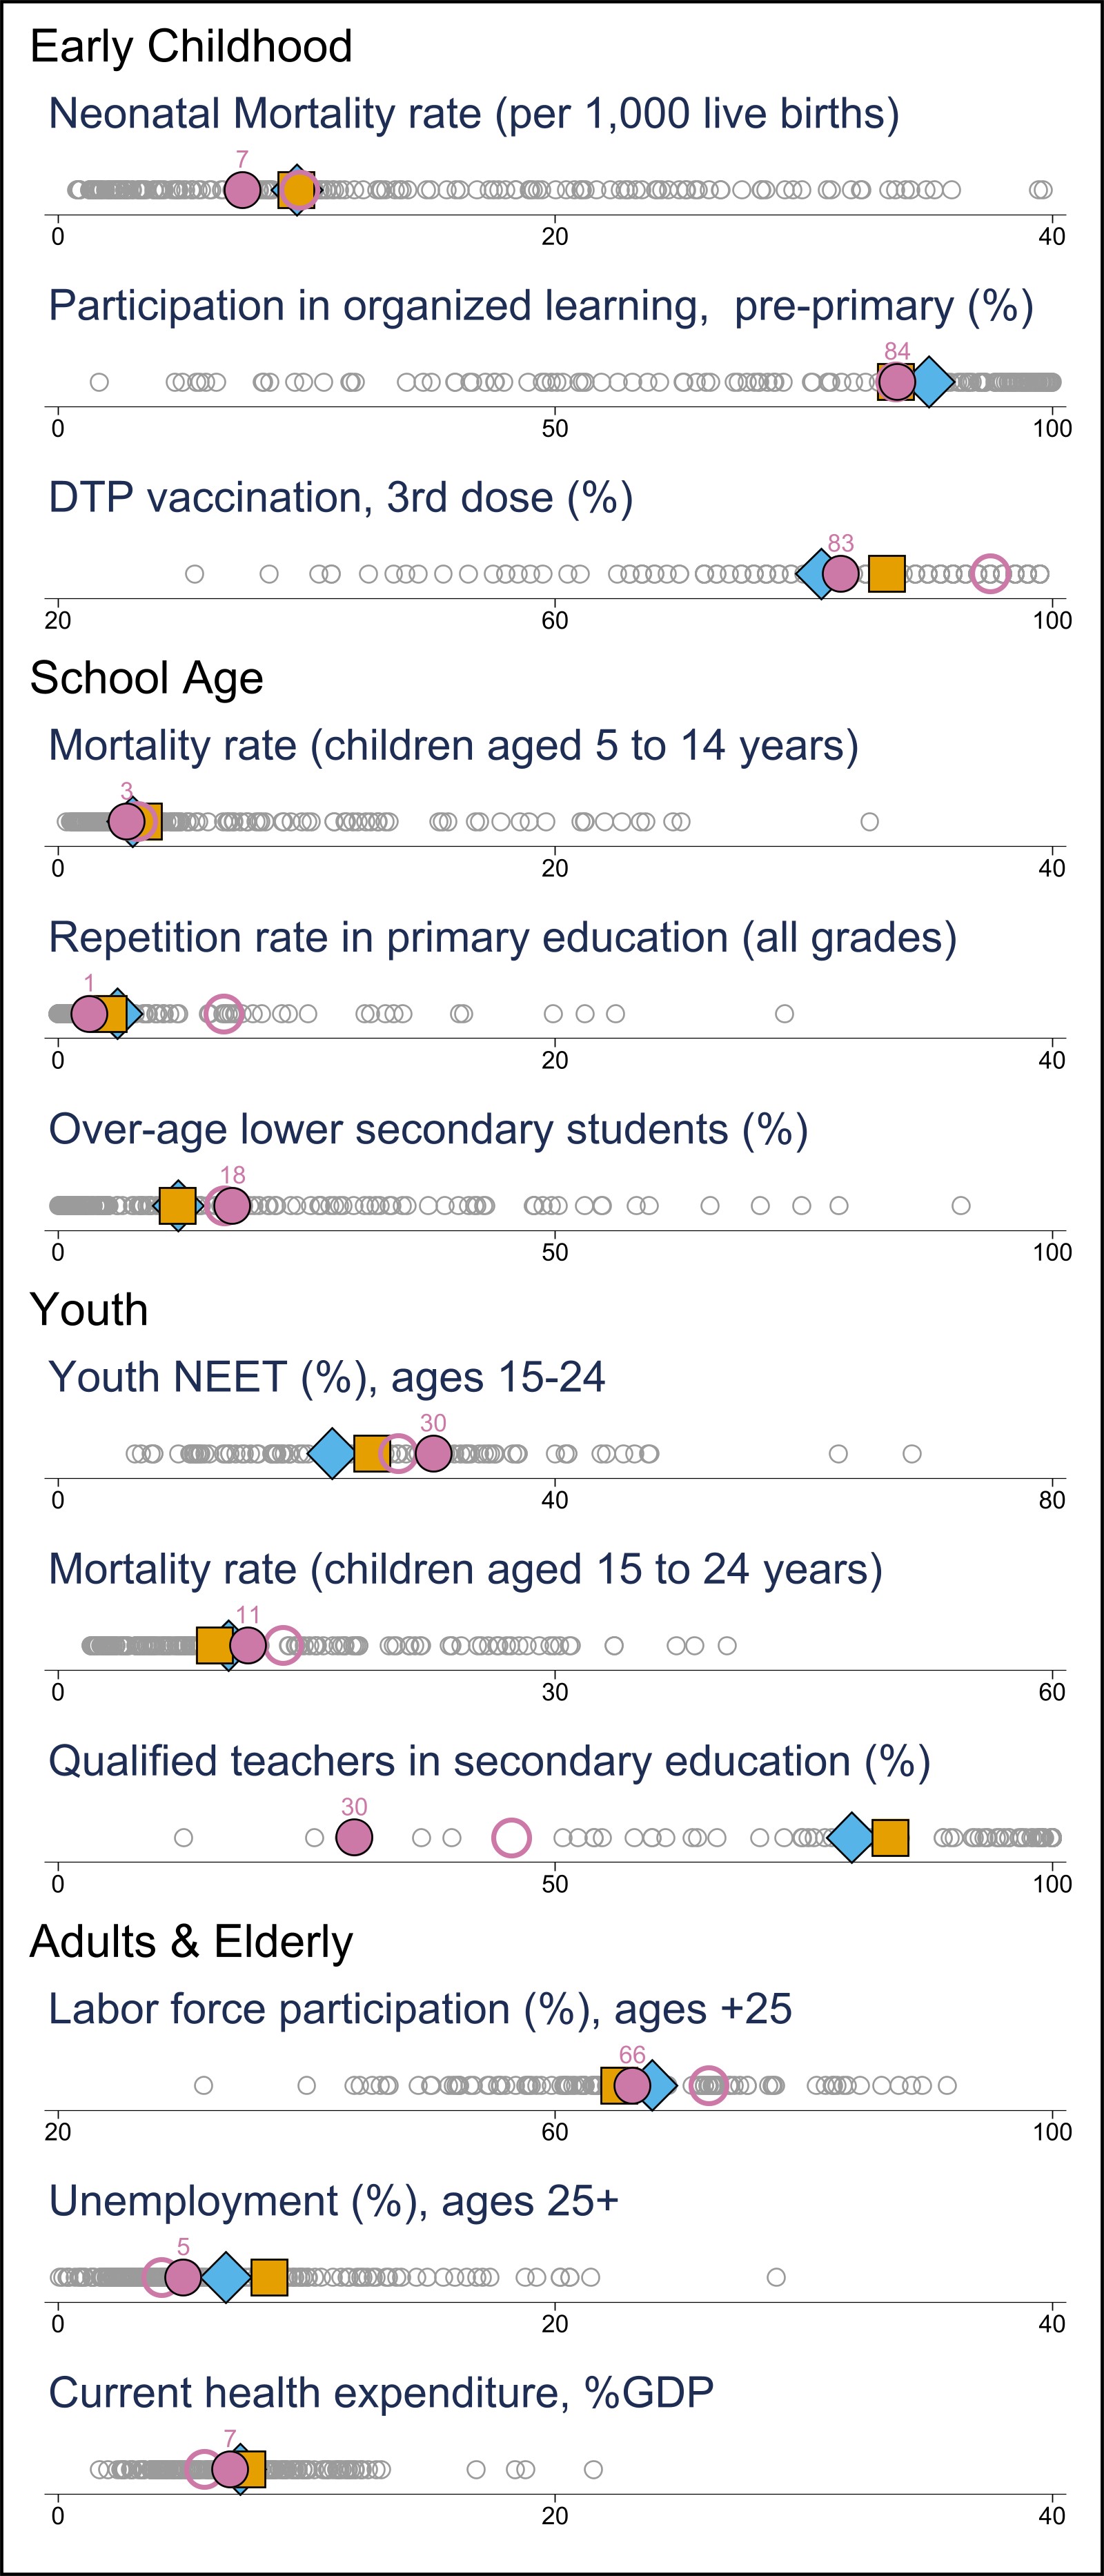 Early Childhood
Neonatal Mortality rate (per 1,000 live births)
7
0 20 40
Participation in organized learning,  pre-primary (%)
84
0 50 100
DTP vaccination, 3rd dose (%)
83
20 60 100
School Age
Mortality rate (children aged 5 to 14 years)
3
0 20 40
Repetition rate in primary education (all grades)
1
0 20 40
Over-age lower secondary students (%)
18
0 50 100
Youth
Youth NEET (%), ages 15-24
30
0 40 80
Mortality rate (children aged 15 to 24 years)
11
0 30 60
Qualified teachers in secondary education (%)
30
0 50 100
Adults & Elderly
Labor force participation (%), ages +25
66
20 60 100
Unemployment (%), ages 25+
5
0 20 40
Current health expenditure, %GDP
7
0 20 40